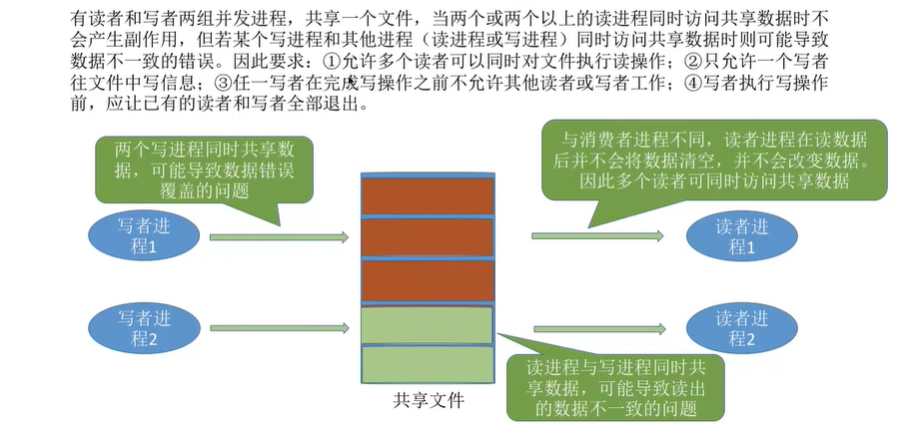 有读者和写者两组并发进程，共享一个文件，当两个或两个以上的读进程同时访问共享数据时不
会产生副作用，但若某个写进程和其他进程（读进程或写进程）同时访问共享数据时则可能导致
数据不一致的错误。因此要求：①允许多个读者可以同时对文件执行读操作；②只允许一个写者
往文件中写信息；③任一写者在完成写操作之前不允许其他读者或写者工作；④写者执行写操作
前，应让已有的读者和写者全部退出。
两个写进程同时共享数
据，可能导致数据错误
覆盖的问题
与消费者进程不同，读者进程在读数据
后并不会将数据清空，并不会改变数据。
因此多个读者可同时访问共享数据
写者进
程1
读者进
程1
写者进
程2
读者进
程2
读进程与写进程同时共
享数据，可能导致读出
的数据不一致的问题
共享文件